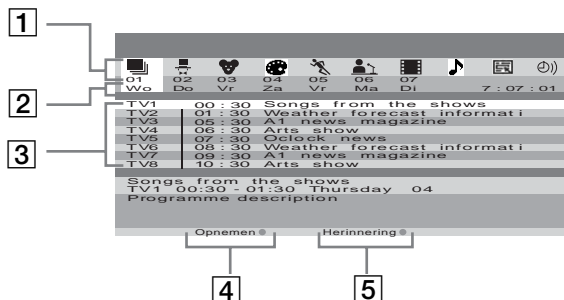 1
01 02 03 04 05 06 07
2
Wo Do Vr Za Vr Ma Di 7 : 07 : 01
TV1 00 : 30 Songs from the shows
TV2 01 : 30 Weather forecast informati
TV3 05 : 30 A1 news magazine
3
TV4 06 : 30 Arts show
TV5 07 : 30 Oclock news
TV6 08 : 30 Weather forecast informati
TV7 09 : 30 A1 news magazine
TV8 10 : 30 Arts show
Songs from the shows
TV1 00:30 - 01:30 Thursday 04
Programme description
Opnemen Herinnering
4 5